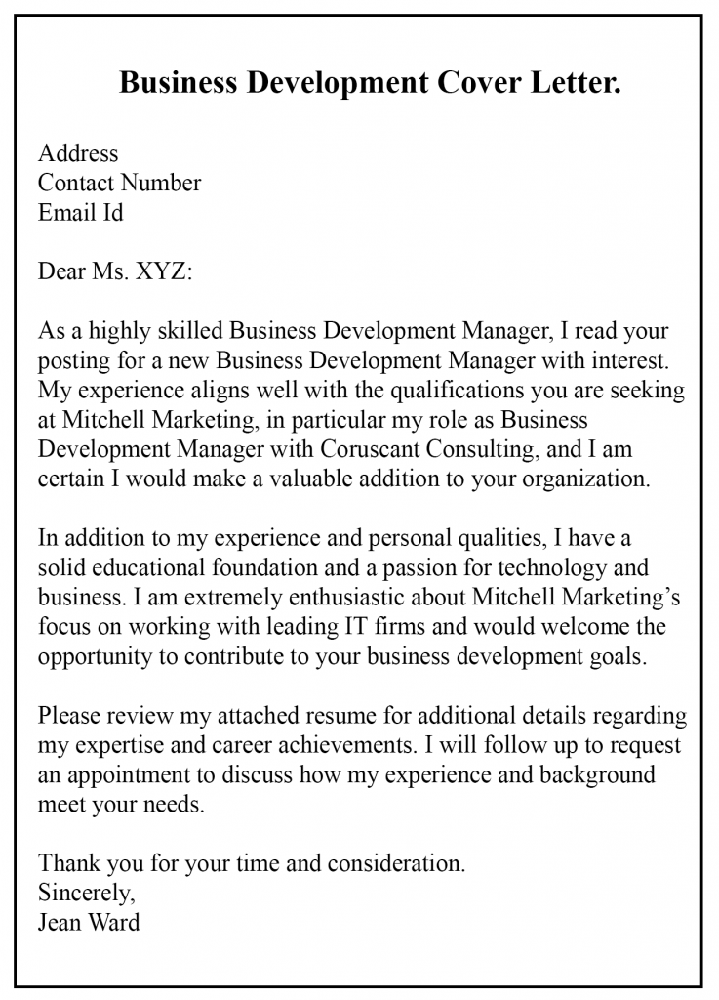 Business Development Cover Letter.
Address
Contact Number
Email Id
Dear Ms. XYZ:
As a highly skilled Business Development Manager, I read your
posting for a new Business Development Manager with interest.
My experience aligns well with the qualifications you are seeking
at Mitchell Marketing, in particular my role as Business
Development Manager with Coruscant Consulting, and I am
certain I would make a valuable addition to your organization.
In addition to my experience and personal qualities, I have a
solid educational foundation and a passion for technology and
business. I am extremely enthusiastic about Mitchell Marketing’s
focus on working with leading IT firms and would welcome the
opportunity to contribute to your business development goals.
Please review my attached resume for additional details regarding
my expertise and career achievements. I will follow up to request
an appointment to discuss how my experience and background
meet your needs.
Thank you for your time and consideration.
Sincerely,
Jean Ward